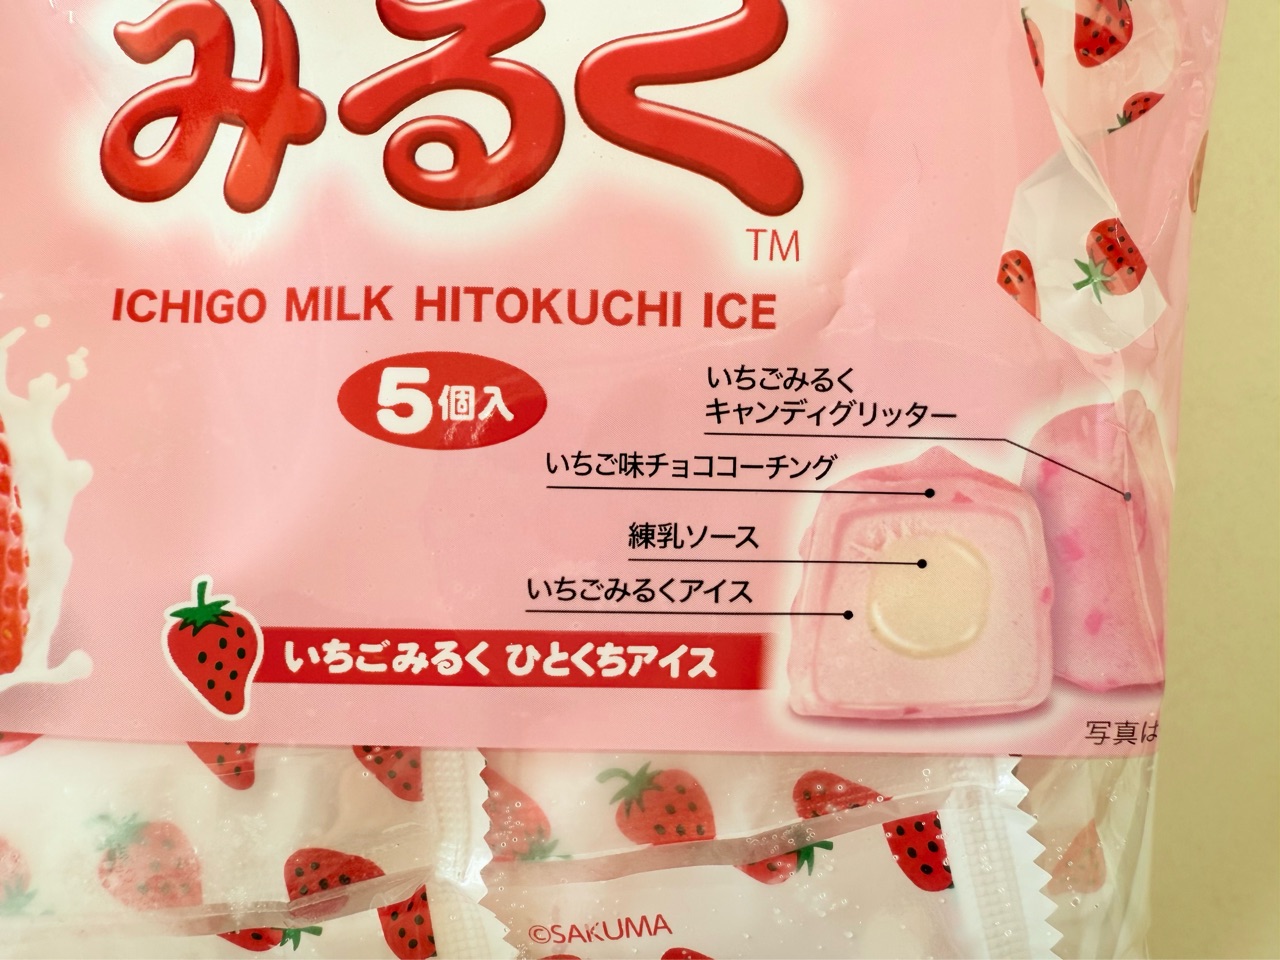 みるく
TM
ICHIGO MILK HITOKUCHI ICE
5個入
いちごみるく
キャンディグリッター
いちご味チョココーチング
練乳ソース
いちごみるくアイス
いちごみるく ひとくちアイス
写真は
©SAKUMA